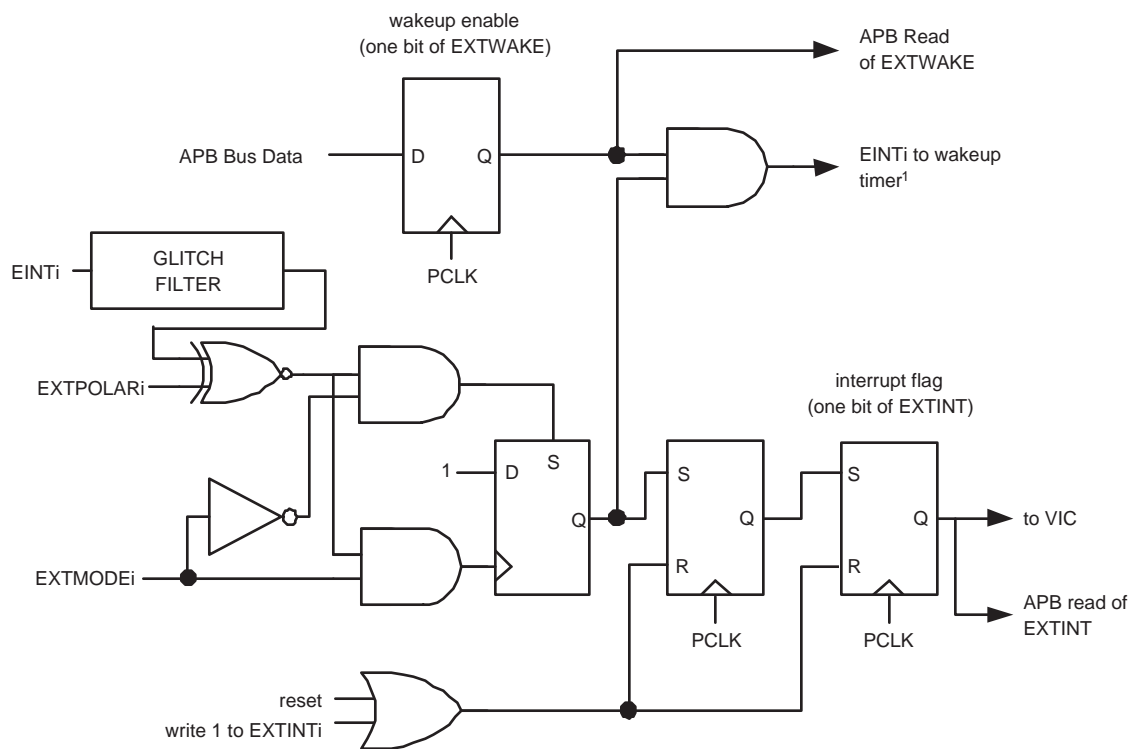 wakeup enable
(one bit of EXTWAKE)
APB Read
of EXTWAKE
APB Bus Data
D
Q
EINTi to wakeup
timer1
PCLK
EINTi
GLITCH
FILTER
EXTPOLARi
interrupt flag
(one bit of EXTINT)
1
D
S
Q
S
Q
R
PCLK
S
Q
R
PCLK
to VIC
EXTMODEi
APB read of
EXTINT
reset
write 1 to EXTINTi